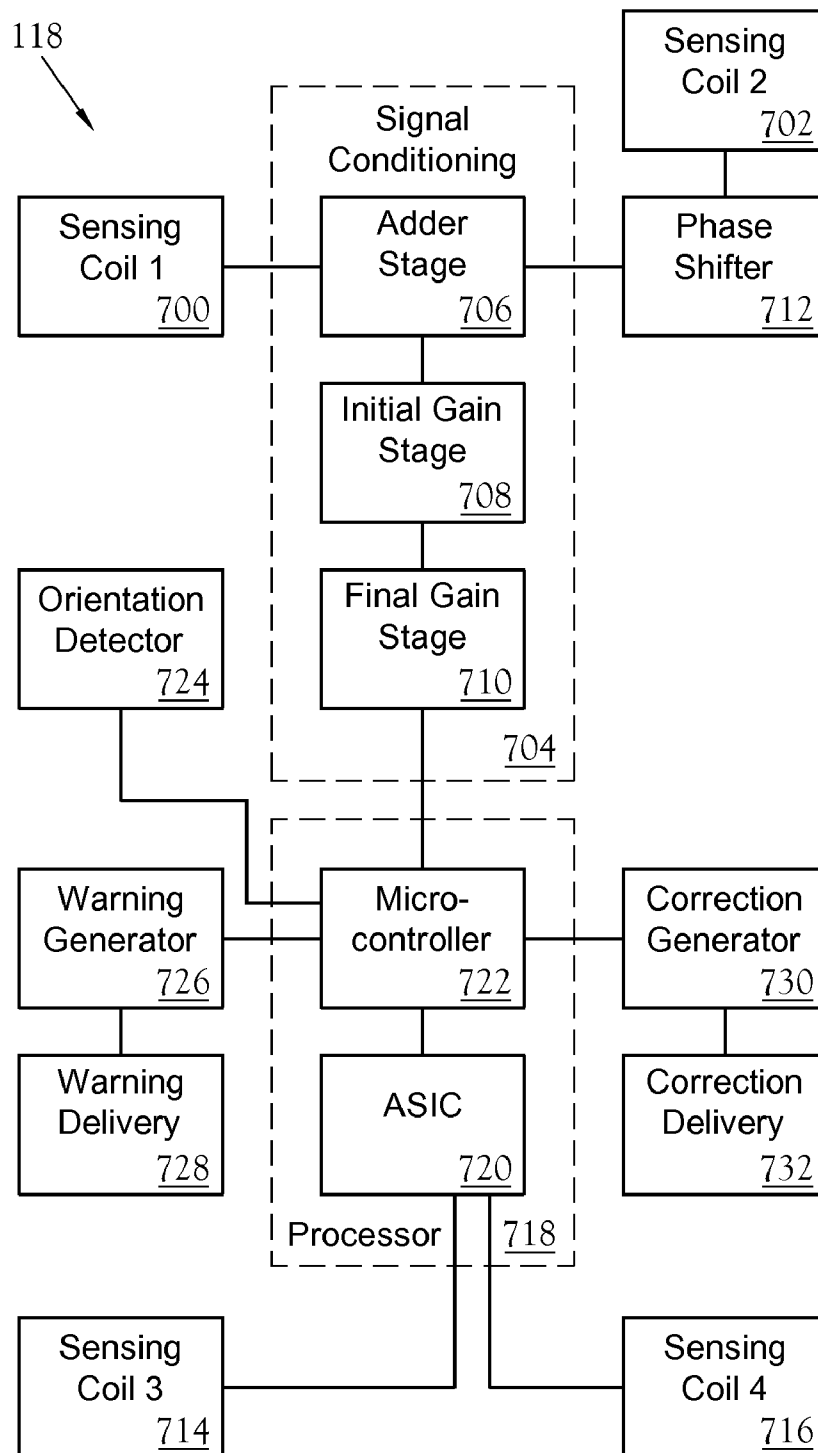 118
Sensing
Coil 2
702
Signal
Conditioning
Sensing
Coil 1
700
Adder
Stage
706
Phase
Shifter
712
Initial Gain
Stage
708
Orientation
Detector
724
Final Gain
Stage
710
704
Warning
Generator
726
Micro-
controller
722
Correction
Generator
730
Warning
Delivery
728
ASIC
720
Correction
Delivery
732
Processor
718
Sensing
Coil 3
714
Sensing
Coil 4
716